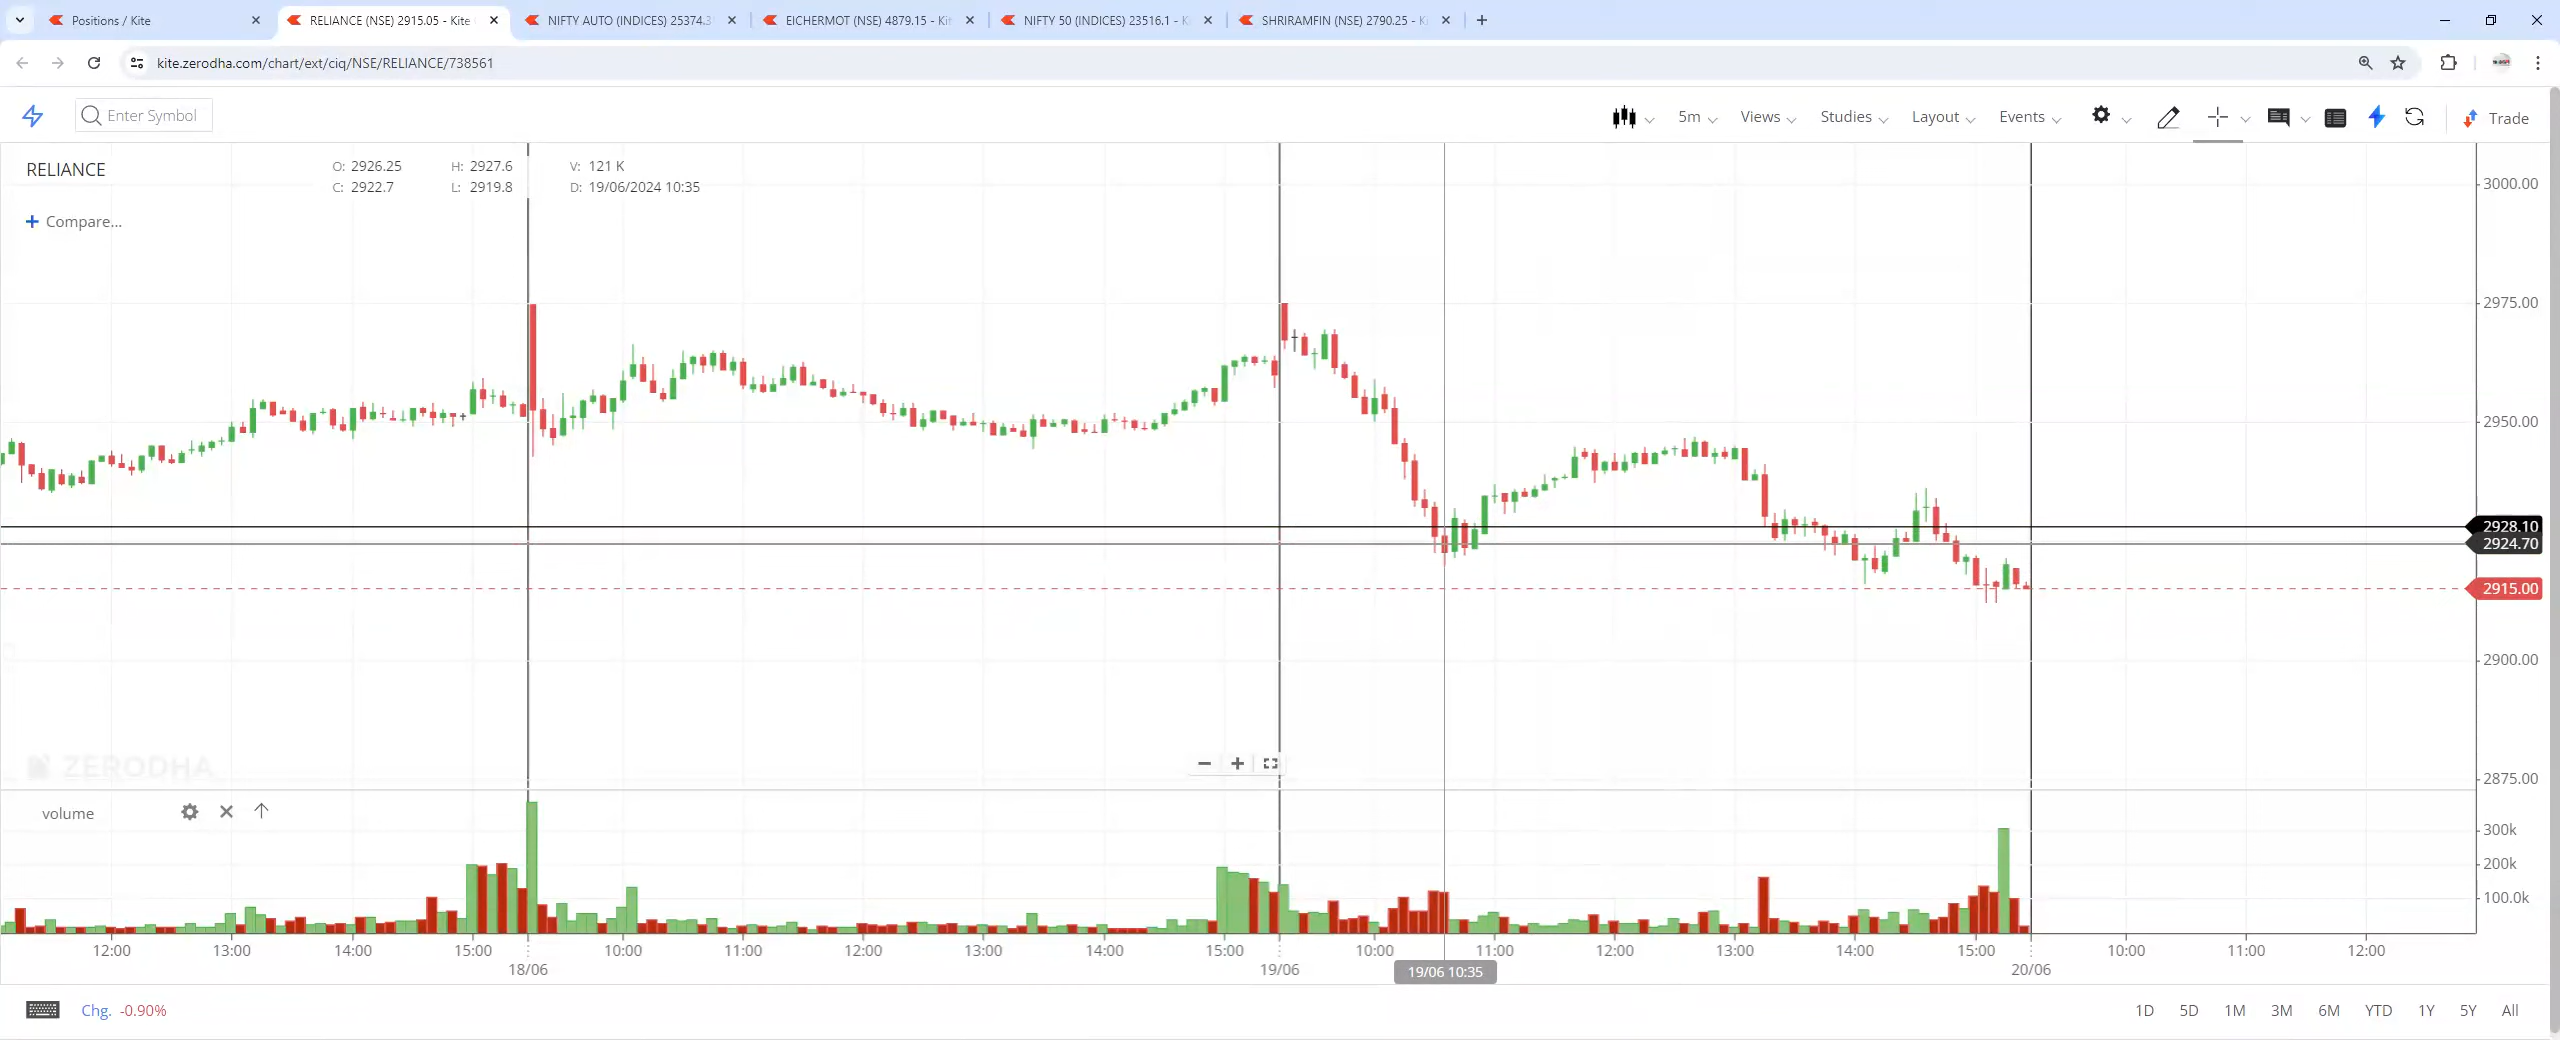 Positions / Kite
RELIANCE (NSE) 2915.05 - Kite
NIFTY AUTO (INDICES) 25374.3
EICHERMOT (NSE) 4879.15 - Ki
NIFTY 50 (INDICES) 23516.1 - K
SHRIRAMFIN (NSE) 2790.25 - K
kite.zerodha.com/chart/ext/ciq/NSE/RELIANCE/738561
Enter Symbol
5m
Views
Studies
Layout
Events
Trade
RELIANCE
O: 2926.25 H: 2927.6 V: 121 K
C: 2922.7 L: 2919.8 D: 19/06/2024 10:35
Compare...
3000.00
2975.00
2950.00
2928.10
2924.70
2915.00
2900.00
2875.00
ZERODHA
volume
300k
200k
100.0k
12:00 13:00 14:00 15:00 10:00 11:00 12:00 13:00 14:00 15:00 10:00 11:00 12:00 13:00 14:00 15:00 10:00 11:00 12:00
18/06 19/06 19/06 10:35 20/06
Chg. -0.90%
1D 5D 1M 3M 6M YTD 1Y 5Y All